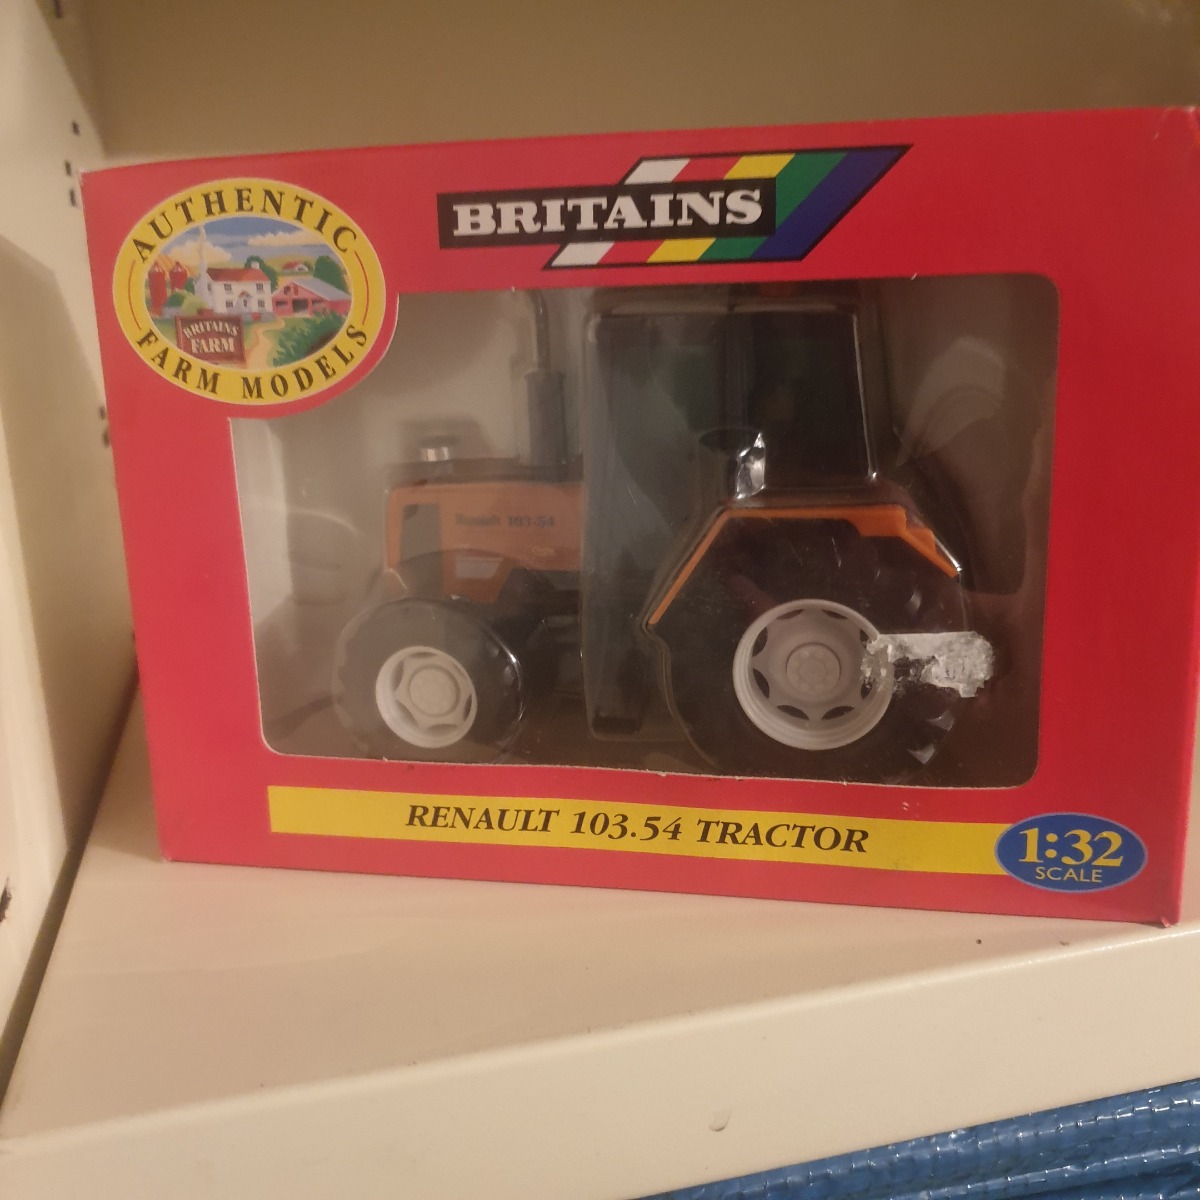 AUTHENTIC
FARM MODELS
BRITAINS
FARM
BRITAINS
Renault 103-54
RENAULT 103.54 TRACTOR
1:32
SCALE